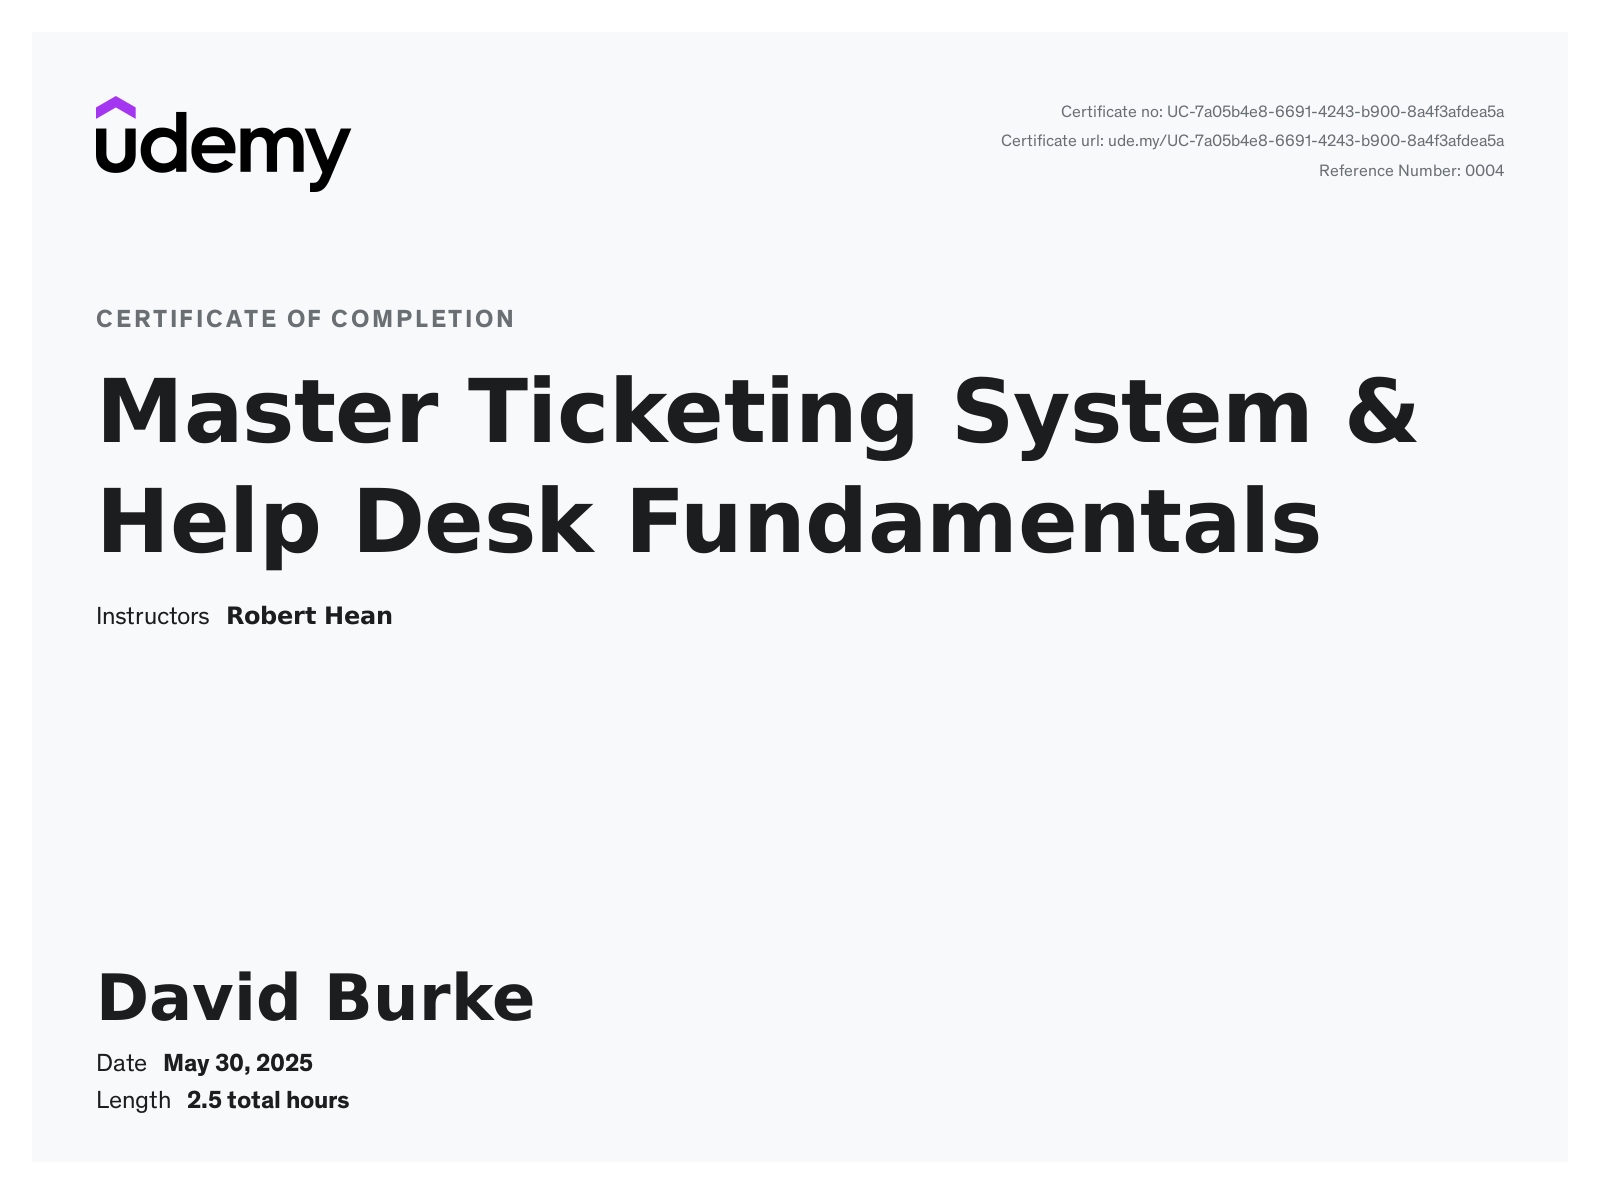 udemy
Certificate no: UC-7a05b4e8-6691-4243-b900-8a4f3afdea5a
Certificate url: ude.my/UC-7a05b4e8-6691-4243-b900-8a4f3afdea5a
Reference Number: 0004
CERTIFICATE OF COMPLETION
Master Ticketing System &
Help Desk Fundamentals
Instructors Robert Hean
David Burke
Date May 30, 2025
Length 2.5 total hours